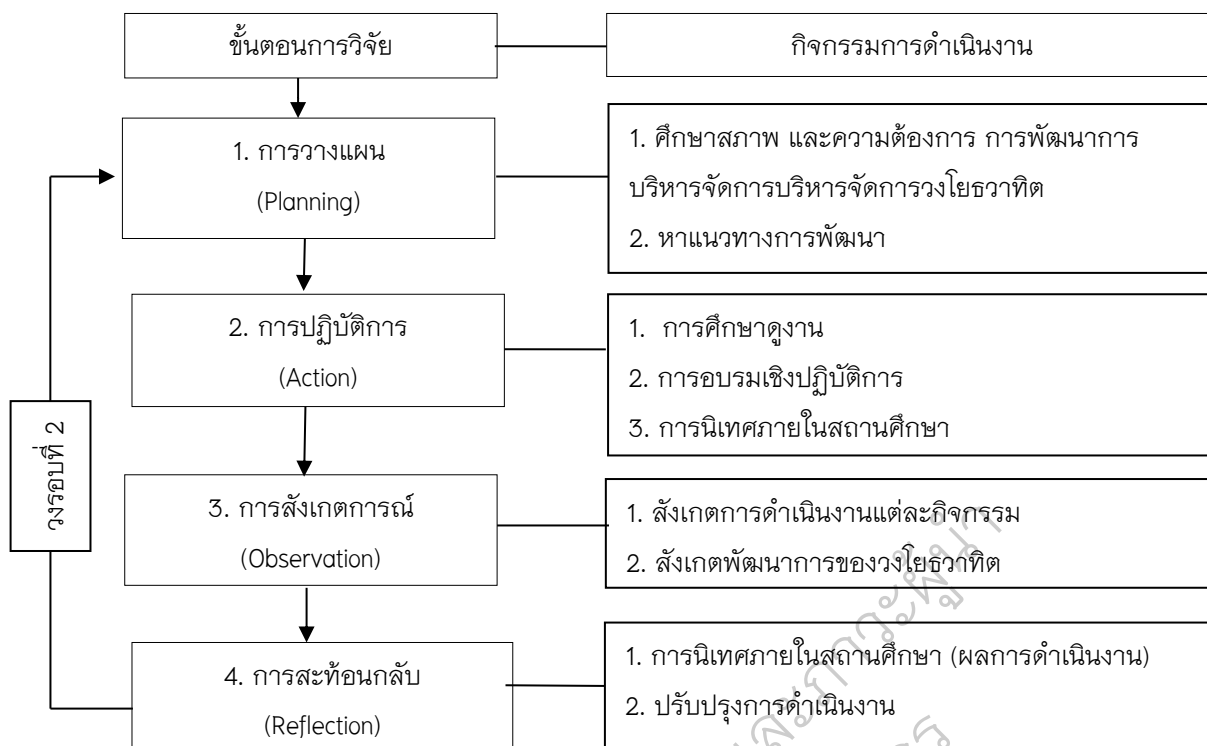 ขั้นตอนการวิจัย
กิจกรรมการดำเนินงาน
1. การวางแผน
(Planning)
1. ศึกษาสภาพ และความต้องการ การพัฒนาการ
บริหารจัดการบริหารจัดการวงโยธวาทิต
2. หาแนวทางการพัฒนา
2. การปฏิบัติการ
(Action)
1. การศึกษาดูงาน
2. การอบรมเชิงปฏิบัติการ
3. การนิเทศภายในสถานศึกษา
วงรอบที่ 2
3. การสังเกตการณ์
(Observation)
1. สังเกตการดำเนินงานแต่ละกิจกรรม
2. สังเกตพัฒนาการของวงโยธวาทิต
4. การสะท้อนกลับ
(Reflection)
1. การนิเทศภายในสถานศึกษา (ผลการดำเนินงาน)
2. ปรับปรุงการดำเนินงาน